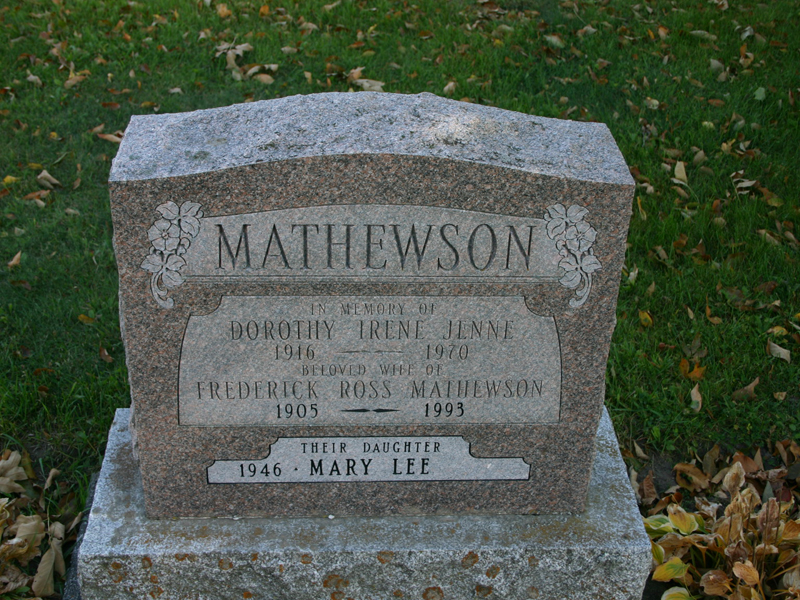 MATHEWSON
IN MEMORY OF
DOROTHY IRENE JENNE
1916 — 1970
BELOVED WIFE OF
FREDERICK ROSS MATHEWSON
1905 — 1993
THEIR DAUGHTER
1946 · MARY LEE